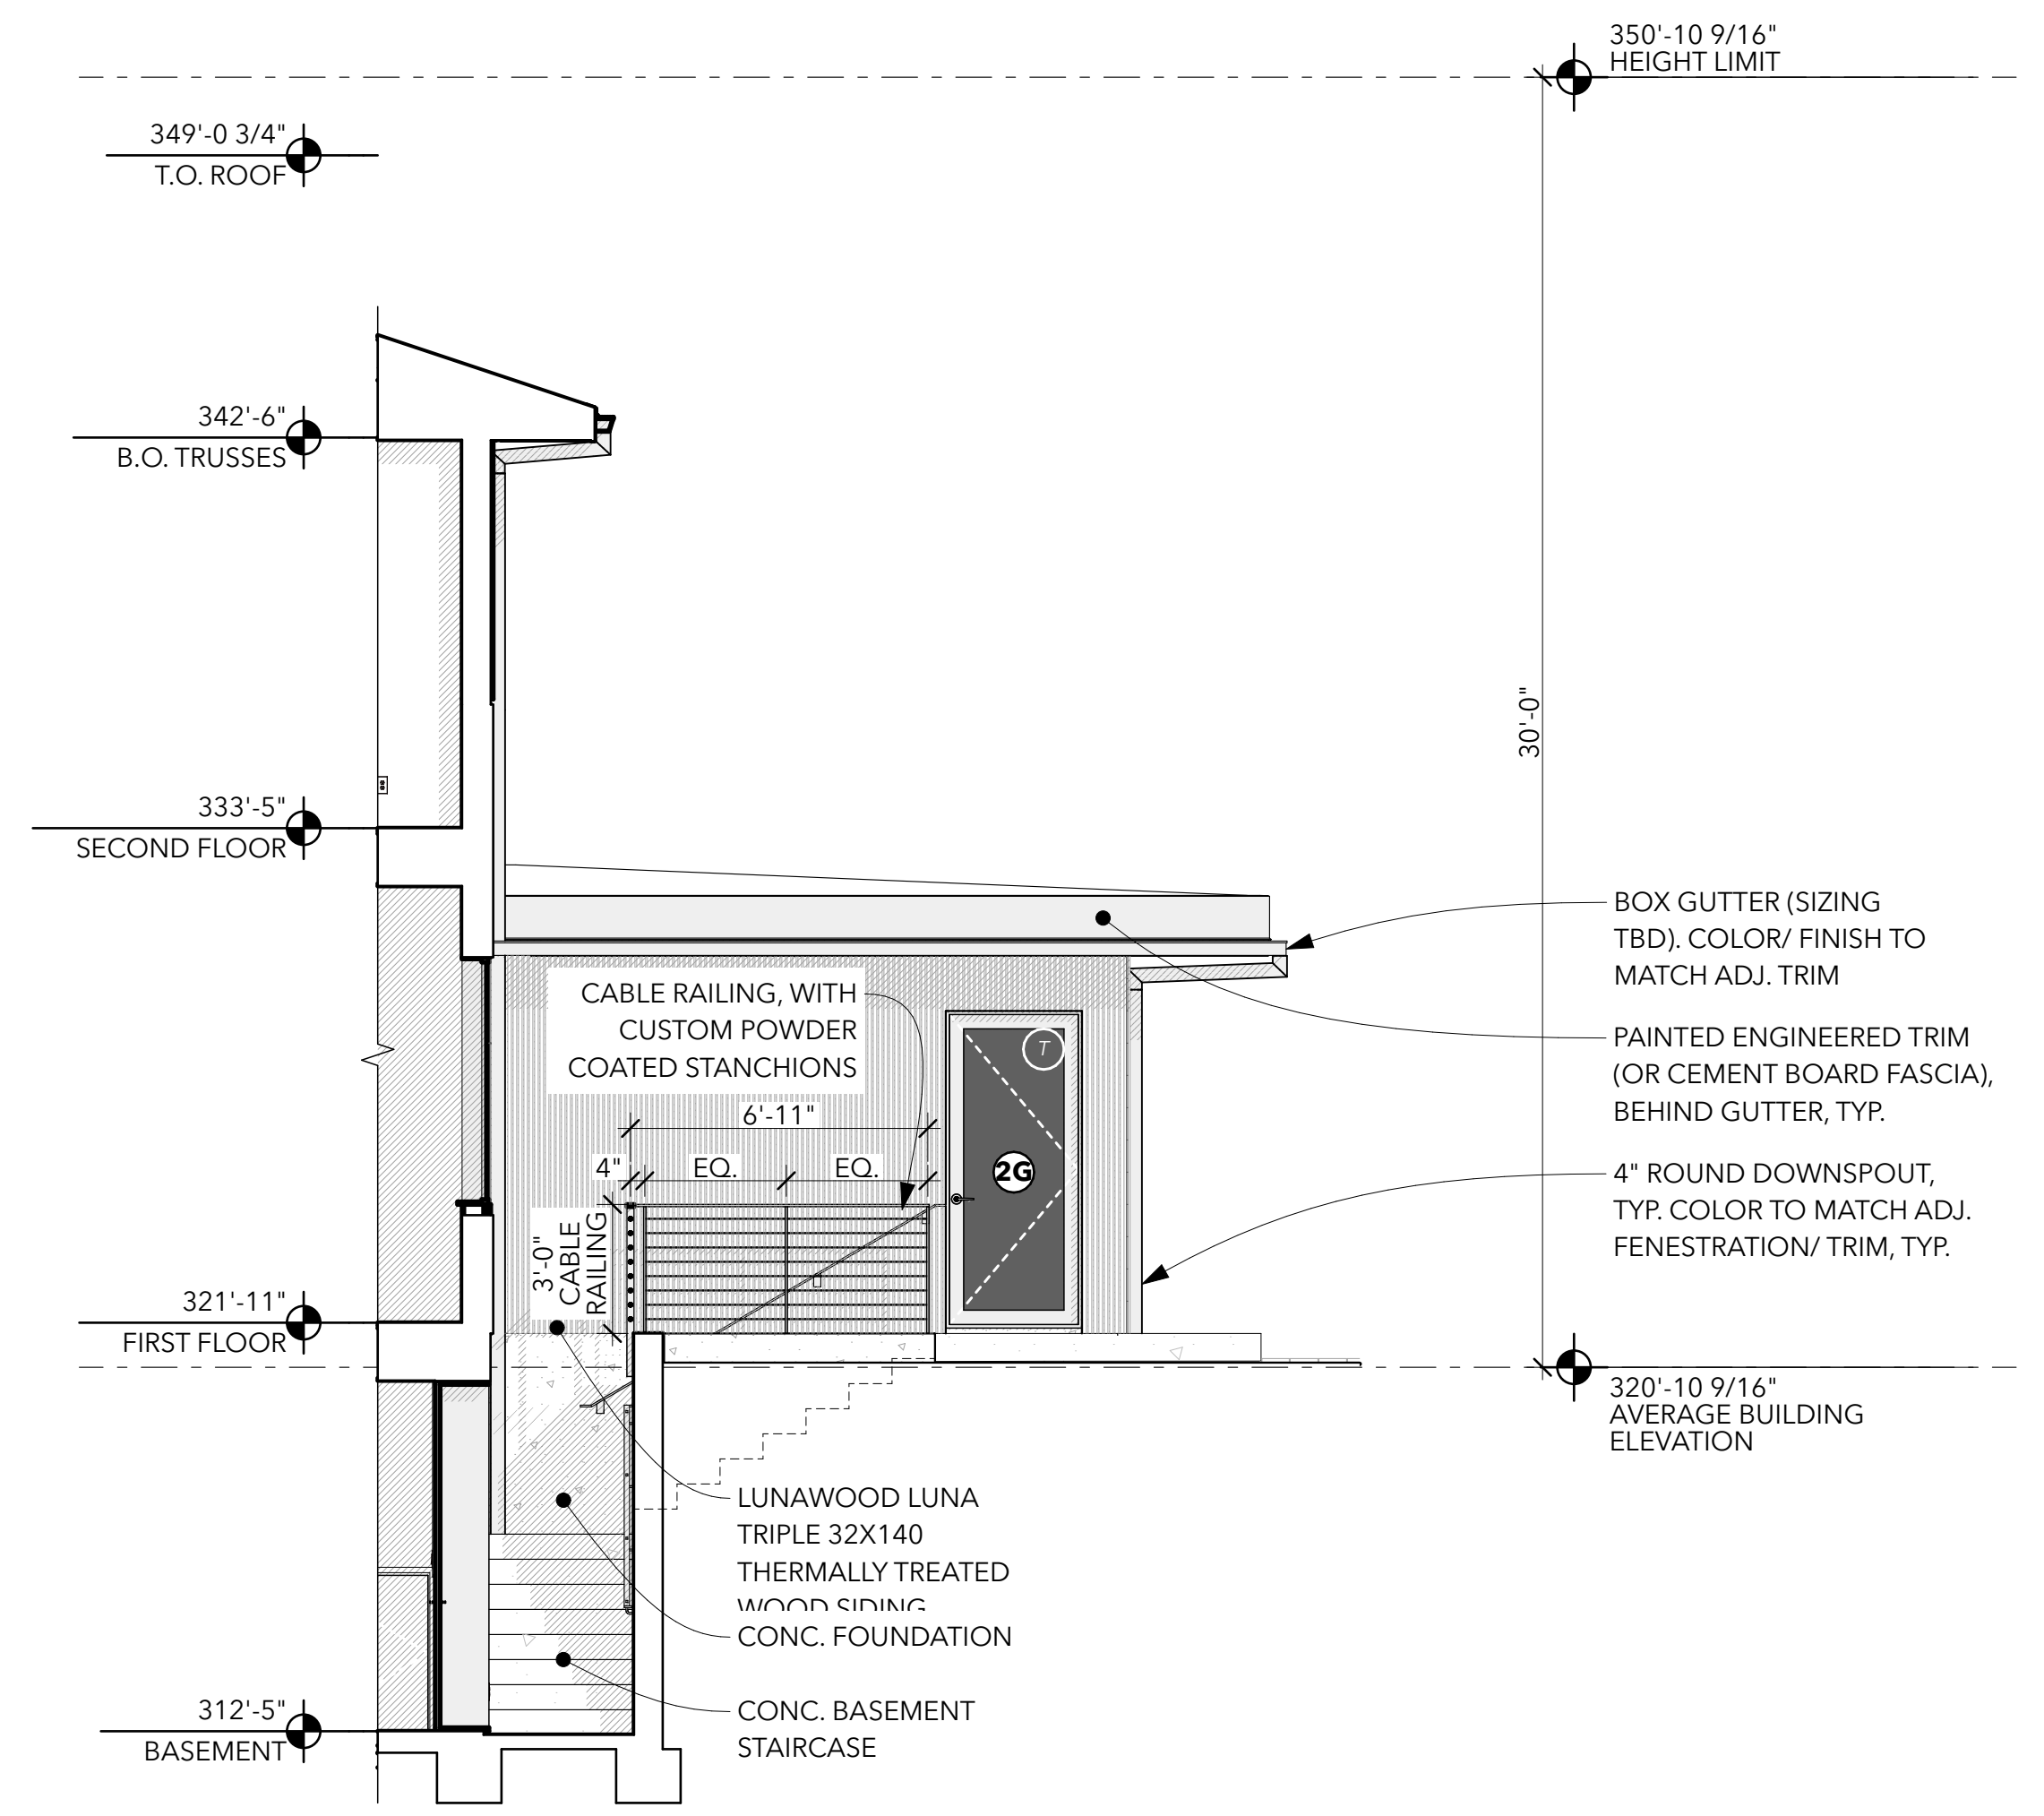 350'-10 9/16"
HEIGHT LIMIT
349'-0 3/4"
T.O. ROOF
342'-6"
B.O. TRUSSES
30'-0"
333'-5"
SECOND FLOOR
BOX GUTTER (SIZING
TBD). COLOR/ FINISH TO
MATCH ADJ. TRIM
CABLE RAILING, WITH
CUSTOM POWDER
COATED STANCHIONS
PAINTED ENGINEERED TRIM
(OR CEMENT BOARD FASCIA),
BEHIND GUTTER, TYP.
T
6'-11"
4"
EQ.
EQ.
2G
4" ROUND DOWNSPOUT,
TYP. COLOR TO MATCH ADJ.
FENESTRATION/ TRIM, TYP.
3'-0"
CABLE
RAILING
321'-11"
FIRST FLOOR
320'-10 9/16"
AVERAGE BUILDING
ELEVATION
LUNAWOOD LUNA
TRIPLE 32X140
THERMALLY TREATED
WOOD SIDING
CONC. FOUNDATION
312'-5"
BASEMENT
CONC. BASEMENT
STAIRCASE